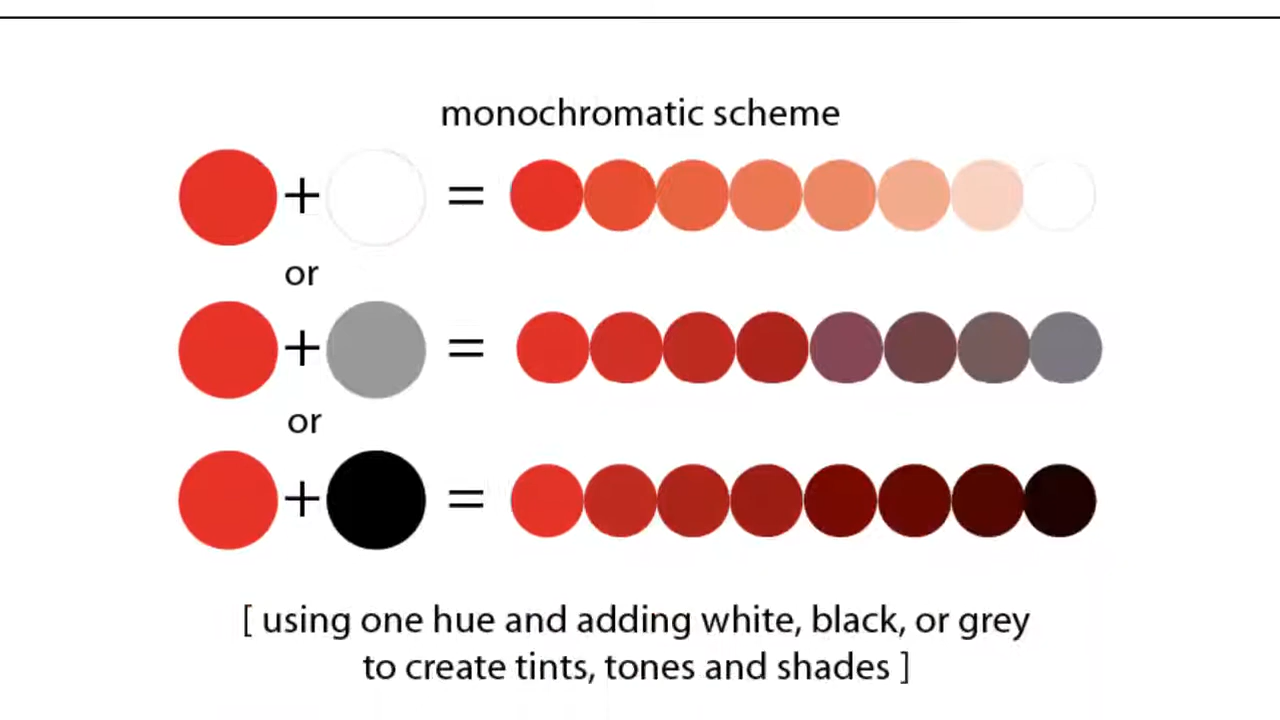 monochromatic scheme
+ =
or
+ =
or
+ =
[ using one hue and adding white, black, or grey
to create tints, tones and shades ]